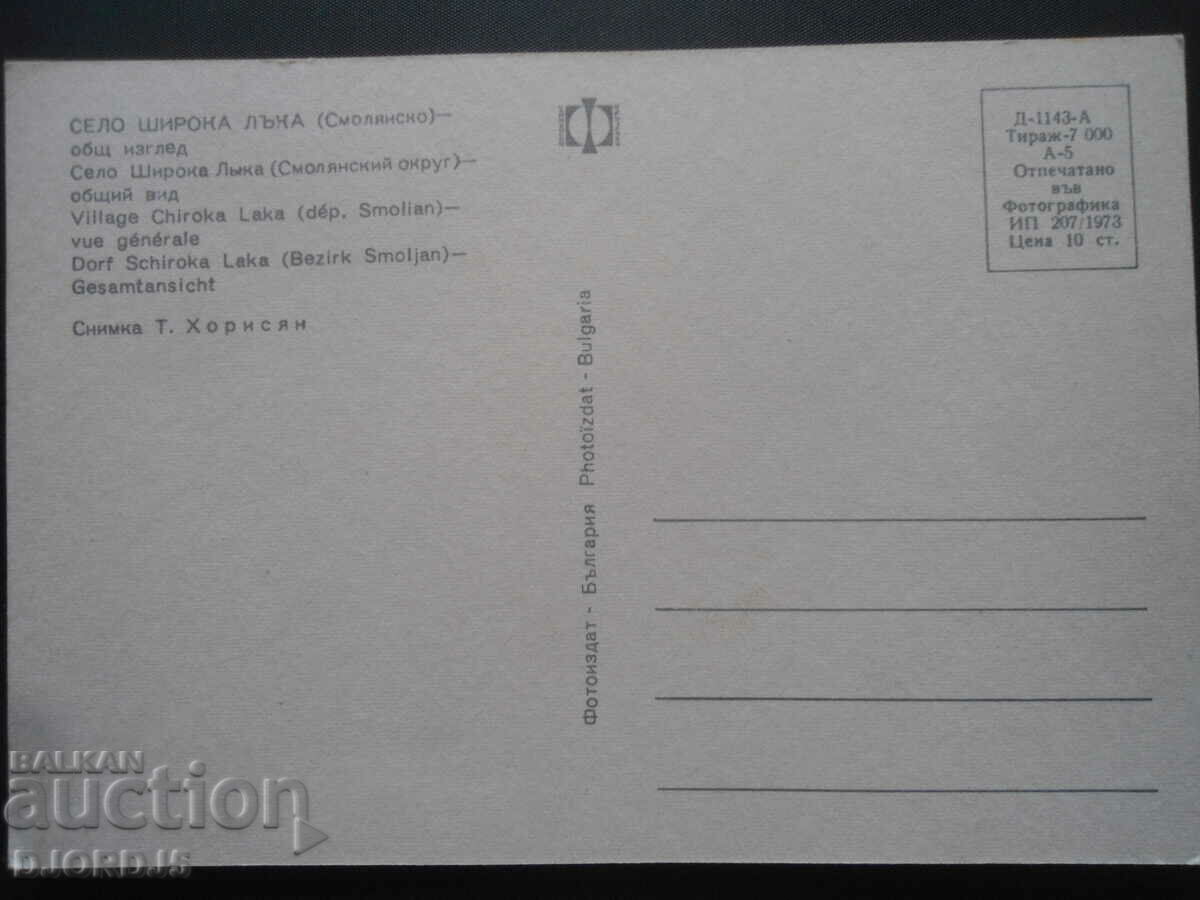 СЕЛО ШИРОКА ЛЪКА (Смолянско)—
общ изглед
Село Широка Лыка (Смолянский округ)—
общий вид
Village Chiroka Laka (dép. Smolian)—
vue générale
Dorf Schiroka Laka (Bezirk Smoljan)—
Gesamtansicht
Снимка Т. Хорисян
Фотоиздат - България Photoïzdat - Bulgaria
Д-1143-А
Тираж-7 000
А-5
Отпечатано
във
Фотографика
ИП 207/1973
Цена 10 ст.
BALKAN
auction
DJORDJ5